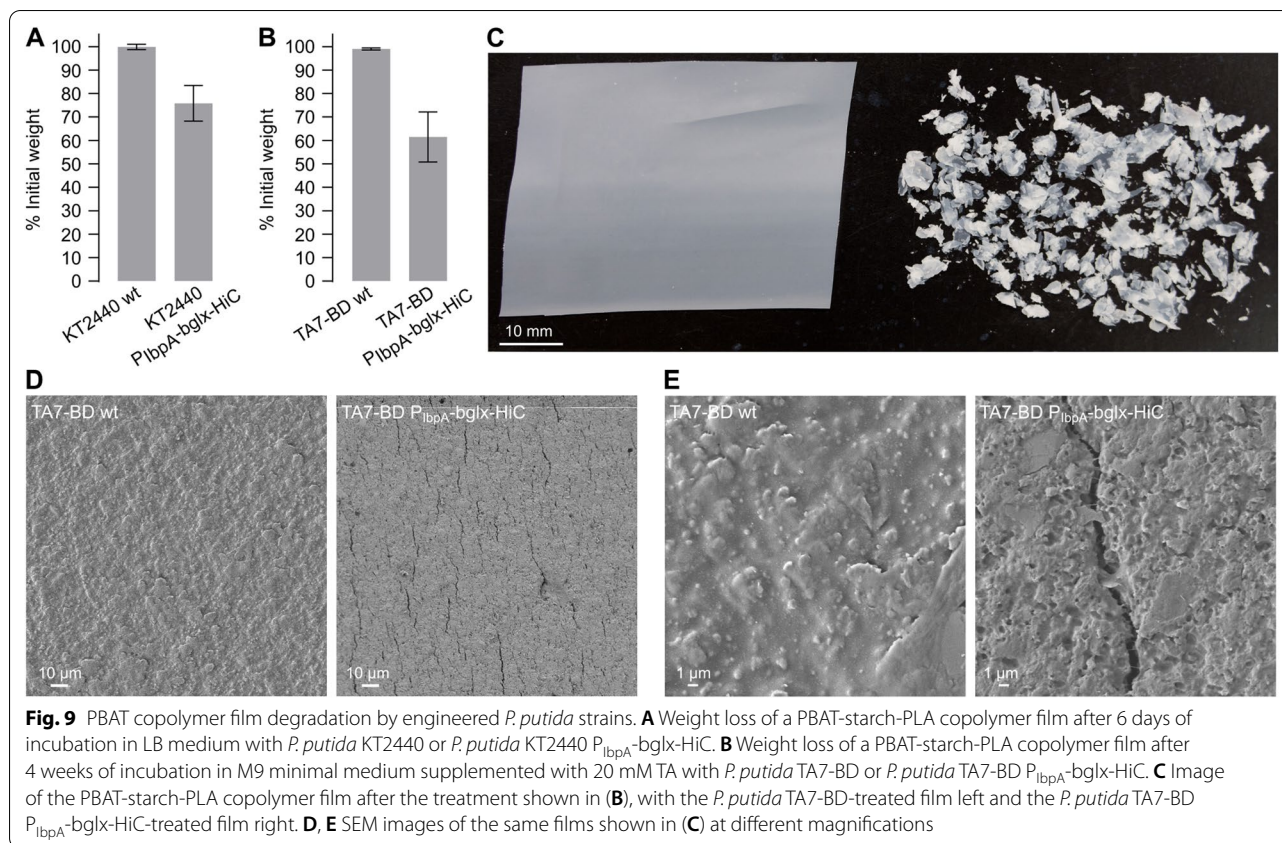 A
% Initial weight
100
90
80
70
60
50
40
30
20
10
0
KT2440 wt
KT2440
PIbpA-bglx-HiC
B
% Initial weight
100
90
80
70
60
50
40
30
20
10
0
TA7-BD wt
TA7-BD
PIbpA-bglx-HiC
C
10 mm
D
TA7-BD wt
10 µm
TA7-BD PIbpA-bglx-HiC
10 µm
E
TA7-BD wt
1 µm
TA7-BD PIbpA-bglx-HiC
1 µm
Fig. 9 PBAT copolymer film degradation by engineered P. putida strains. A Weight loss of a PBAT-starch-PLA copolymer film after 6 days of
incubation in LB medium with P. putida KT2440 or P. putida KT2440 PIbpA-bglx-HiC. B Weight loss of a PBAT-starch-PLA copolymer film after
4 weeks of incubation in M9 minimal medium supplemented with 20 mM TA with P. putida TA7-BD or P. putida TA7-BD PIbpA-bglx-HiC. C Image
of the PBAT-starch-PLA copolymer film after the treatment shown in (B), with the P. putida TA7-BD-treated film left and the P. putida TA7-BD
PIbpA-bglx-HiC-treated film right. D, E SEM images of the same films shown in (C) at different magnifications